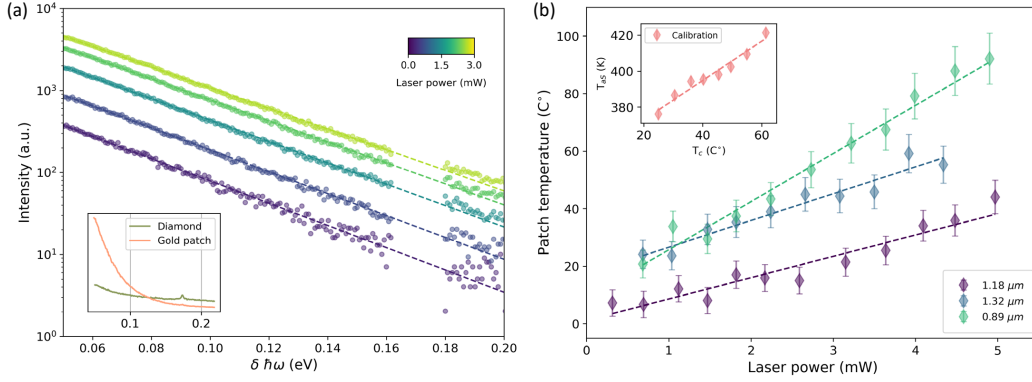 (a)
10⁴
10³
10²
10¹
10⁰
Intensity (a.u.)
0.0 1.5 3.0
Laser power (mW)
Diamond
Gold patch
0.1 0.2
0.06 0.08 0.10 0.12 0.14 0.16 0.18 0.20
δ ħω (eV)
(b)
100
80
60
40
20
0
Patch temperature (C°)
Calibration
420
400
380
TaS (K)
20 40 60
Tc (C°)
1.18 μm
1.32 μm
0.89 μm
0 1 2 3 4 5
Laser power (mW)